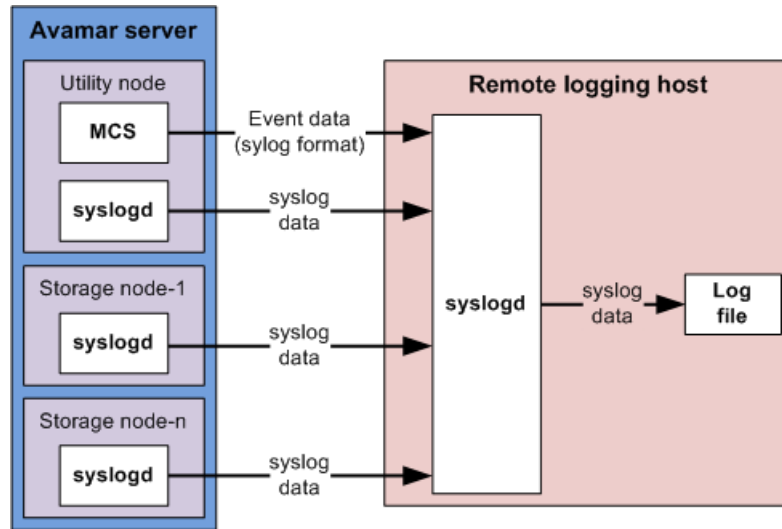 Avamar server
Utility node
MCS
Event data
(sylog format)
syslogd
syslog
data
Storage node-1
syslogd
syslog
data
Storage node-n
syslogd
syslog
data
Remote logging host
syslogd
syslog
data
Log
file